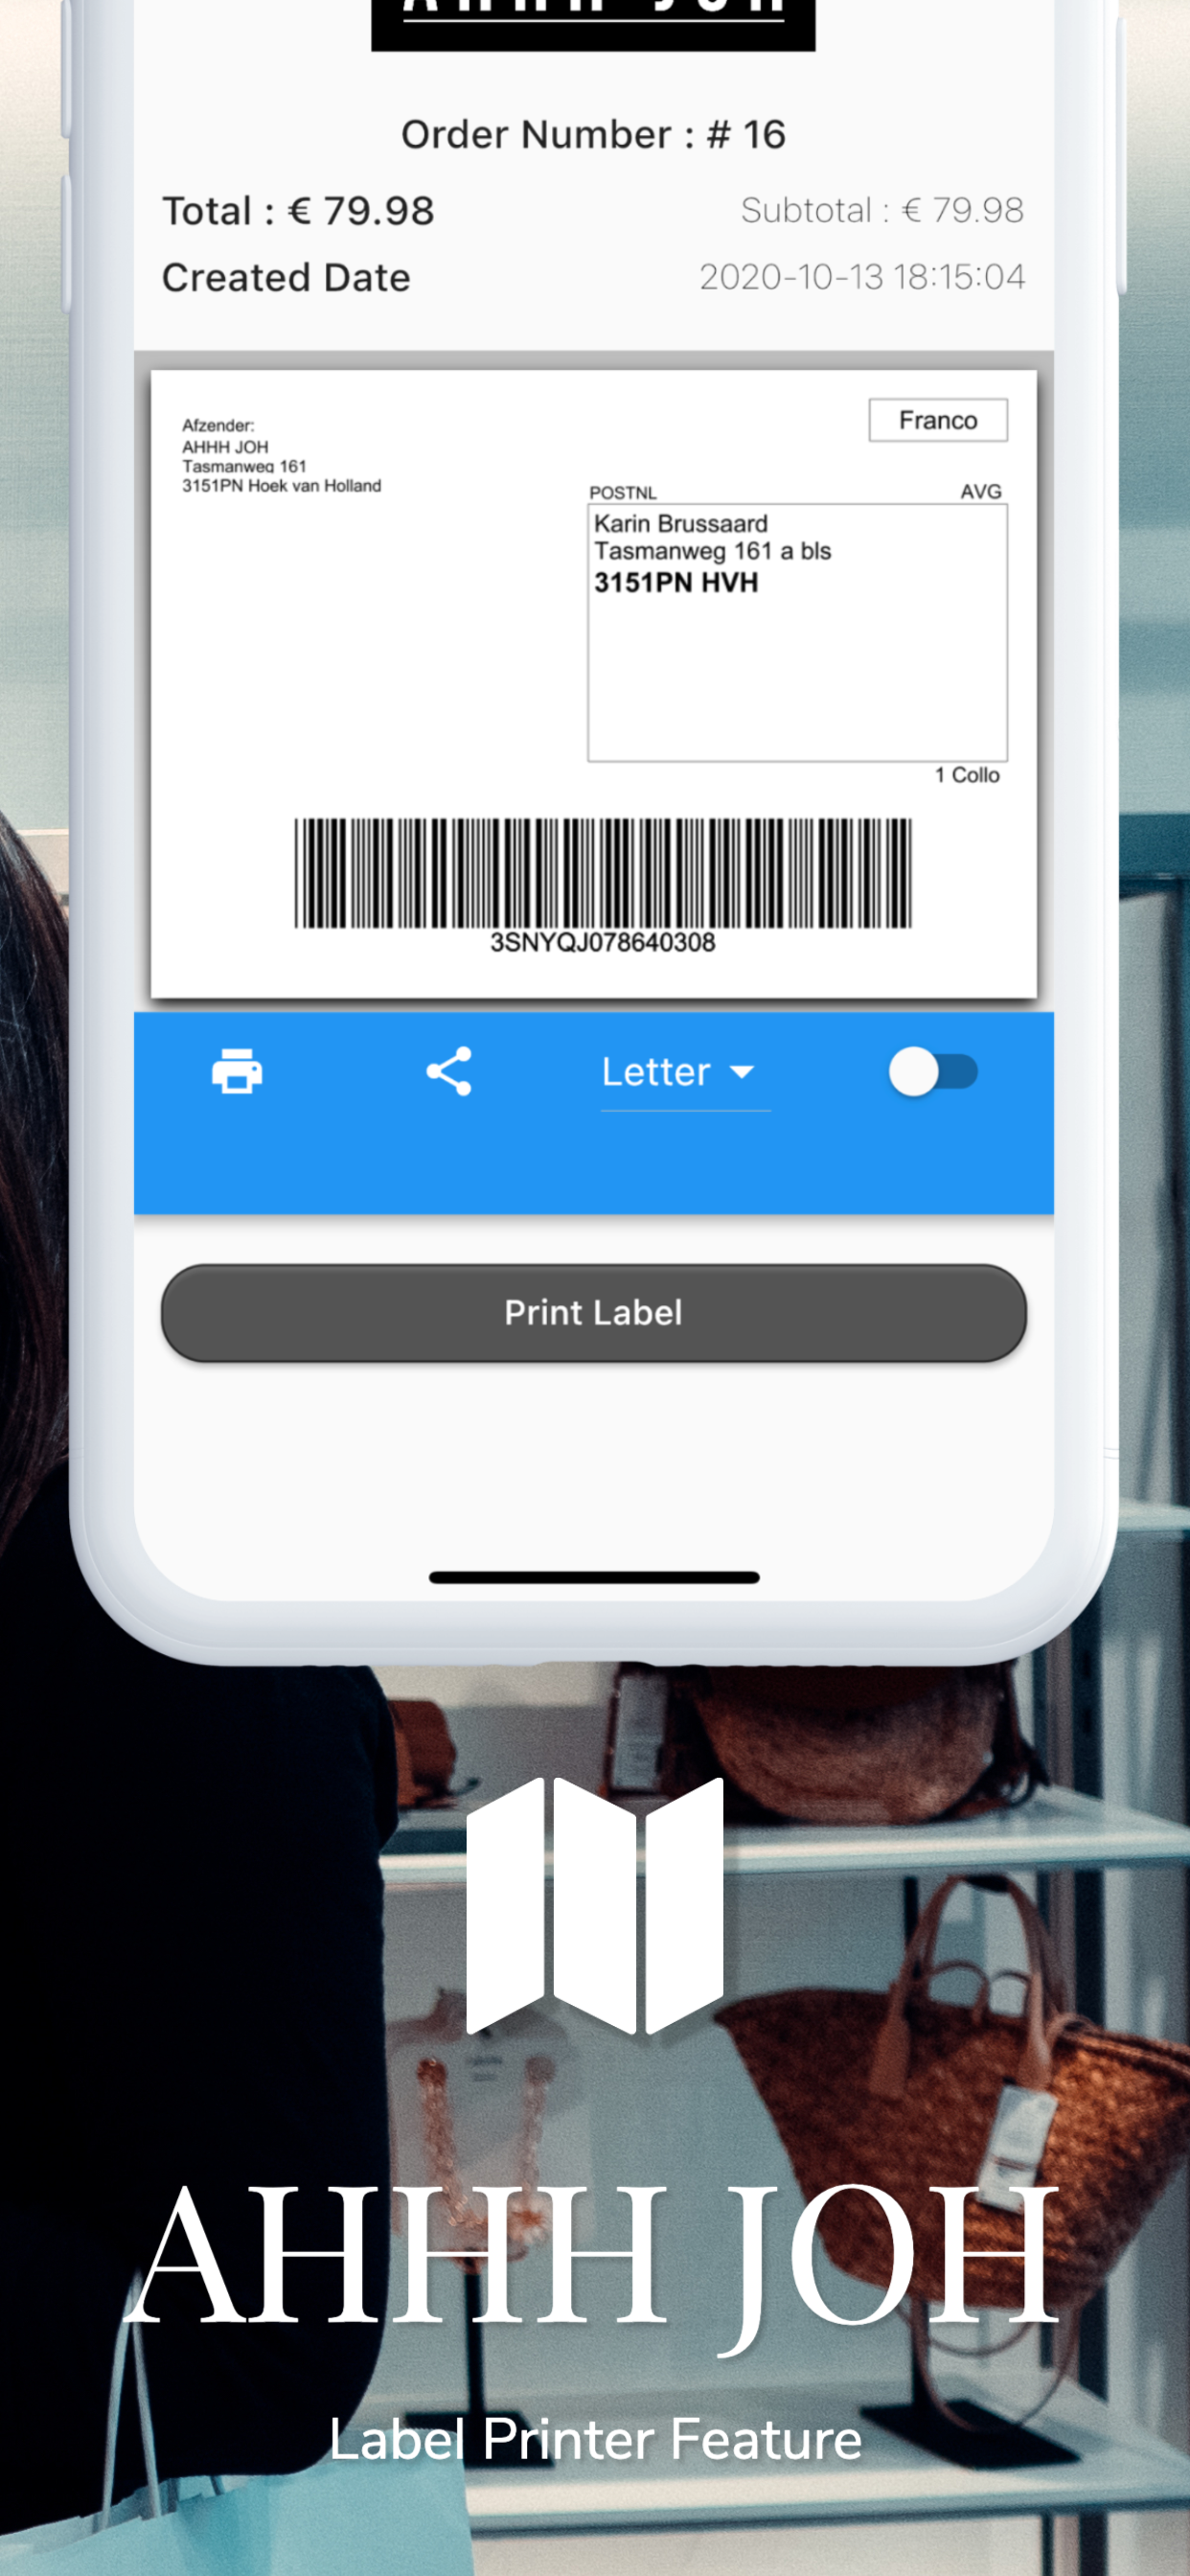 AHHH JOH
Order Number : # 16
Total : € 79.98
Subtotal : € 79.98
Created Date
2020-10-13 18:15:04
Afzender:
AHHH JOH
Tasmanweg 161
3151PN Hoek van Holland
Franco
POSTNL
AVG
Karin Brussaard
Tasmanweg 161 a bls
3151PN HVH
1 Collo
3SNYQJ078640308
Letter
Print Label
AHHH JOH
Label Printer Feature